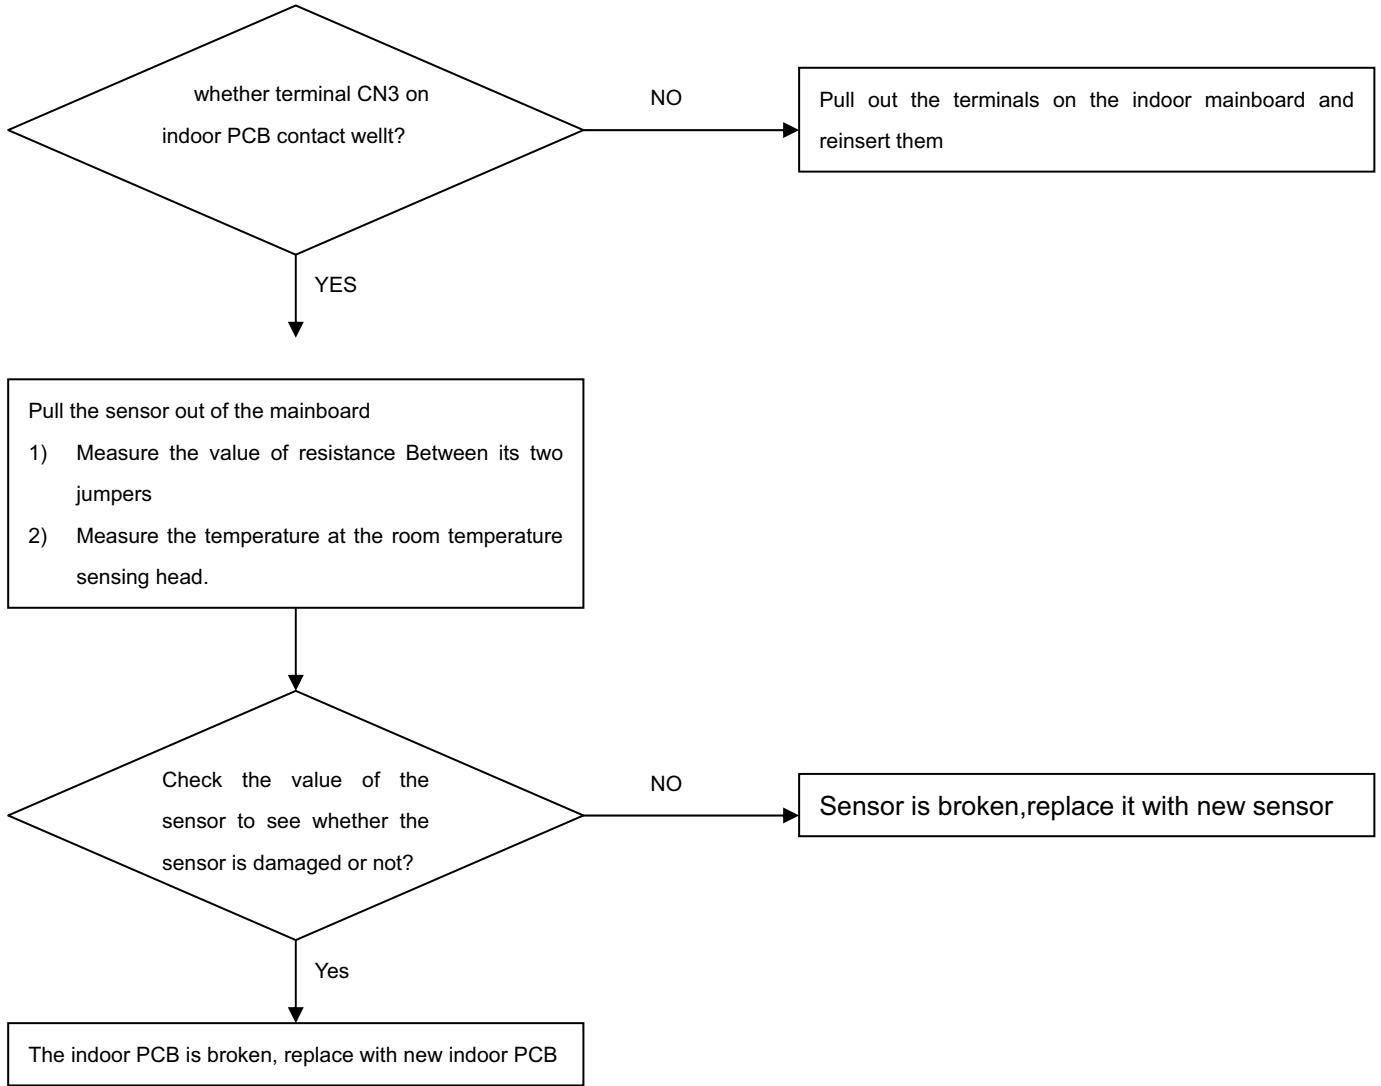 whether terminal CN3 on
indoor PCB contact wellt?
NO
Pull out the terminals on the indoor mainboard and
reinsert them
YES
Pull the sensor out of the mainboard
1) Measure the value of resistance Between its two
jumpers
2) Measure the temperature at the room temperature
sensing head.
Check the value of the
sensor to see whether the
sensor is damaged or not?
NO
Sensor is broken,replace it with new sensor
Yes
The indoor PCB is broken, replace with new indoor PCB